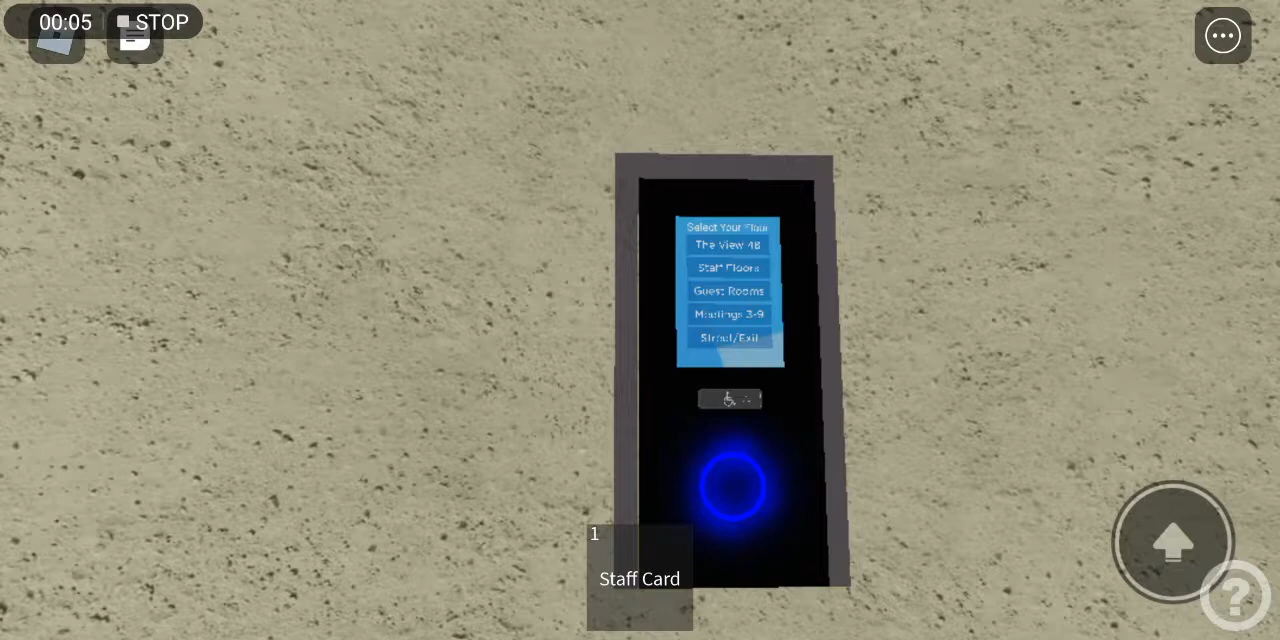 00:05 STOP
Select Your Floor
The View 48
Staff Floors
Guest Rooms
Meetings 3-9
Street/Exit
1
Staff Card
?